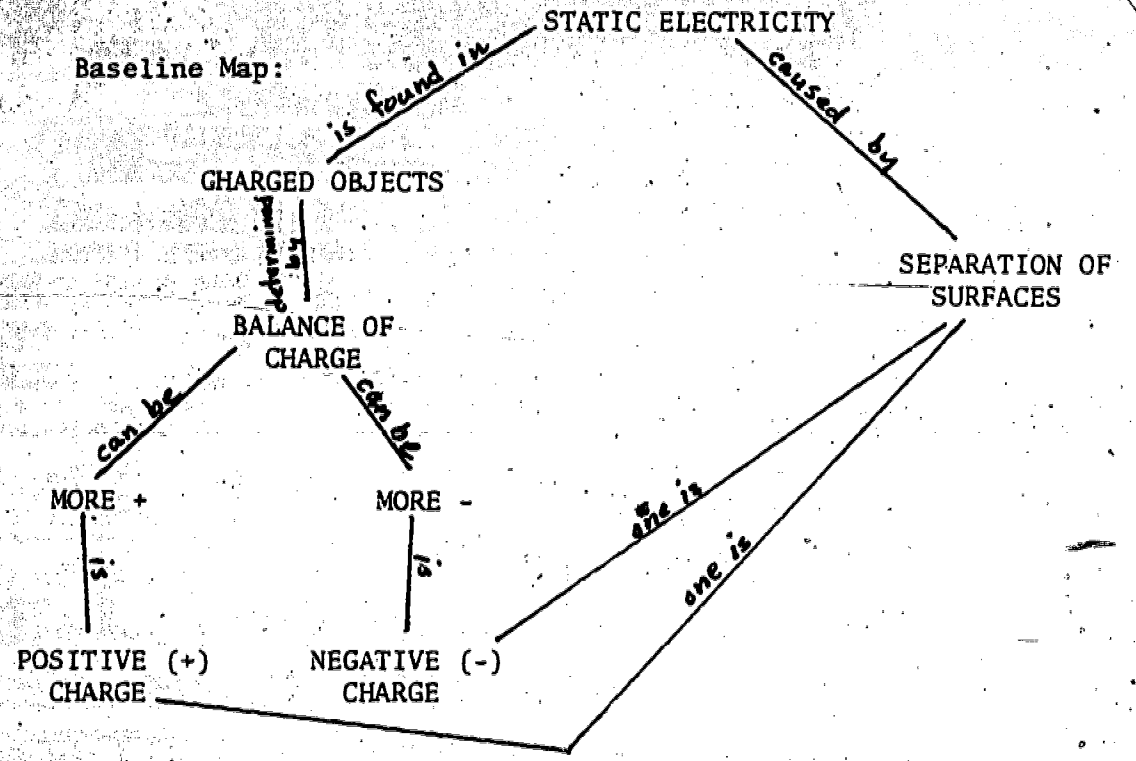 STATIC ELECTRICITY
Baseline Map:
is found in
caused by
GHARGED OBJECTS
determined
by
SEPARATION OF
SURFACES
BALANCE OF
CHARGE
can be
can be
MORE +
MORE -
one is
one is
is
is
POSITIVE (+)
CHARGE
NEGATIVE (-)
CHARGE